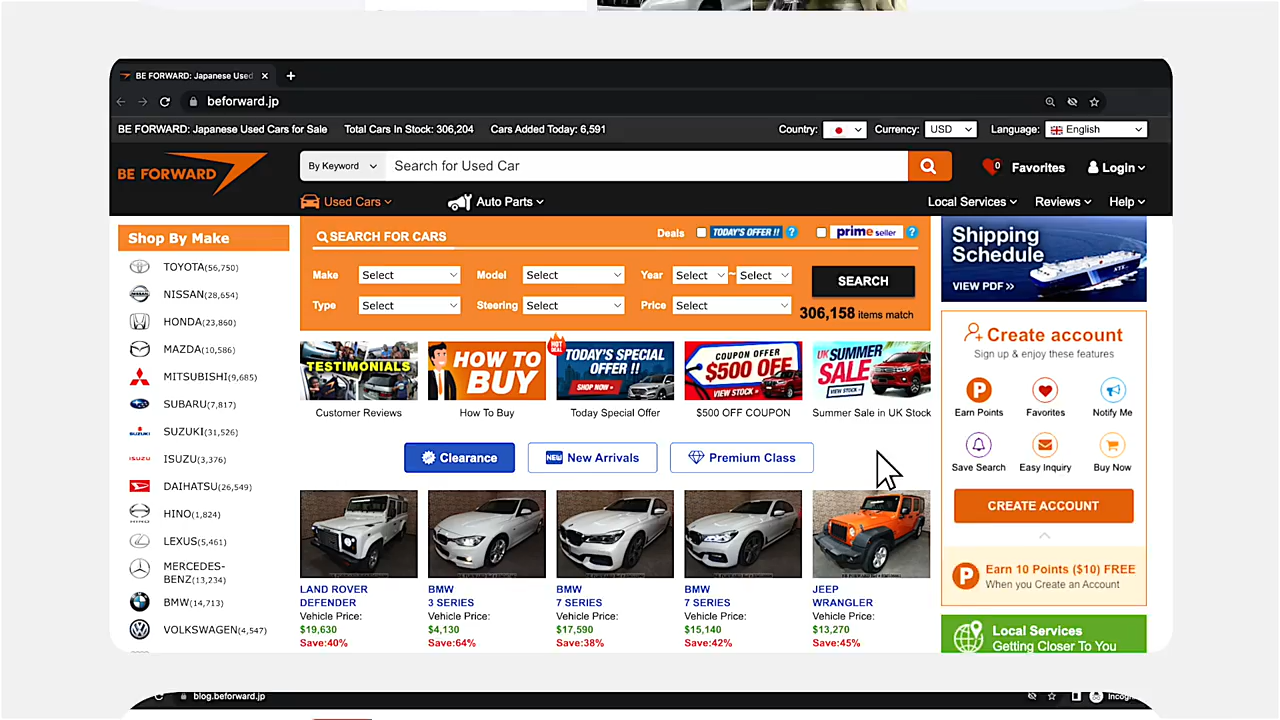 BE FORWARD: Japanese Used
beforward.jp
BE FORWARD: Japanese Used Cars for Sale Total Cars In Stock: 306,204 Cars Added Today: 6,591 Country: Currency: USD Language: English
BE FORWARD
By Keyword Search for Used Car 0 Favorites Login
Used Cars Auto Parts Local Services Reviews Help
Shop By Make
TOYOTA(56,750)
NISSAN(28,654)
HONDA(23,860)
MAZDA(10,586)
MITSUBISHI(9,685)
SUBARU(7,817)
SUZUKI SUZUKI(31,526)
ISUZU ISUZU(3,376)
DAIHATSU(26,549)
HINO HINO(1,824)
LEXUS(5,461)
MERCEDES-
BENZ(13,234)
BMW(14,713)
VOLKSWAGEN(4,547)
SEARCH FOR CARS Deals TODAY'S OFFER !! ? prime seller ?
Make Select Model Select Year Select ~ Select SEARCH
Type Select Steering Select Price Select 306,158 items match
TESTIMONIALS
Customer Reviews
HOW TO
BUY
How To Buy
HOT DEAL
TODAY'S SPECIAL
OFFER !!
SHOP NOW
Today Special Offer
COUPON OFFER
$500 OFF
VIEW STOCK
$500 OFF COUPON
UK SUMMER
SALE
VIEW STOCK
Summer Sale in UK Stock
Clearance NEW New Arrivals Premium Class
LAND ROVER
DEFENDER
Vehicle Price:
$19,630
Save:40%
BMW
3 SERIES
Vehicle Price:
$4,130
Save:64%
BMW
7 SERIES
Vehicle Price:
$17,590
Save:38%
BMW
7 SERIES
Vehicle Price:
$15,140
Save:42%
JEEP
WRANGLER
Vehicle Price:
$13,270
Save:45%
Shipping
Schedule
VIEW PDF
Create account
Sign up & enjoy these features
P
Earn Points Favorites Notify Me
Save Search Easy Inquiry Buy Now
CREATE ACCOUNT
P Earn 10 Points ($10) FREE
When you Create an Account
Local Services
Getting Closer To You
blog.beforward.jp